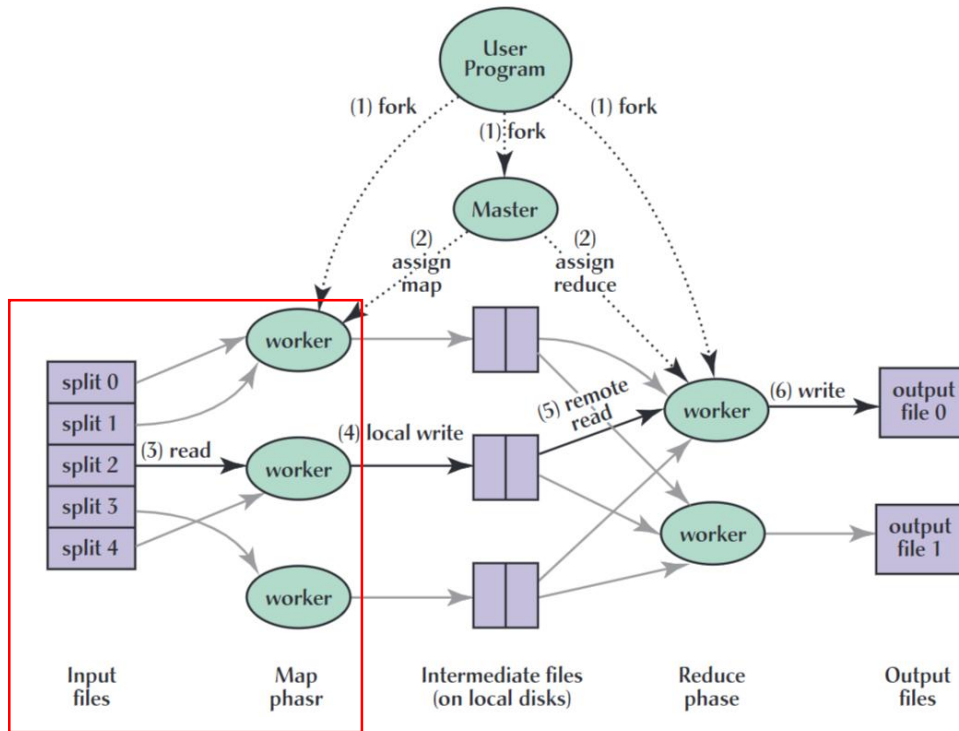 User
Program
(1) fork
(1) fork
(1) fork
Master
(2)
assign
map
(2)
assign
reduce
worker
split 0
split 1
split 2
split 3
split 4
(3) read
worker
(4) local write
(5) remote
read
worker
(6) write
output
file 0
worker
output
file 1
worker
Input
files
Map
phasr
Intermediate files
(on local disks)
Reduce
phase
Output
files